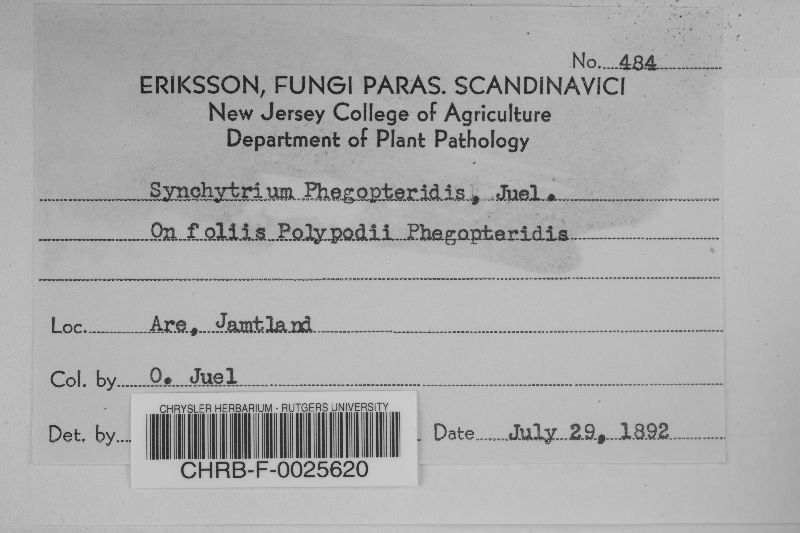 No. 484
ERIKSSON, FUNGI PARAS. SCANDINAVICI
New Jersey College of Agriculture
Department of Plant Pathology
Synchytrium Phegopteridis, Juel.
On foliis Polypodii Phegopteridis
Loc. Are, Jamtland
Col. by O. Juel
Det. by
Date July 29, 1892
CHRYSLER HERBARIUM - RUTGERS UNIVERSITY
CHRB-F-0025620